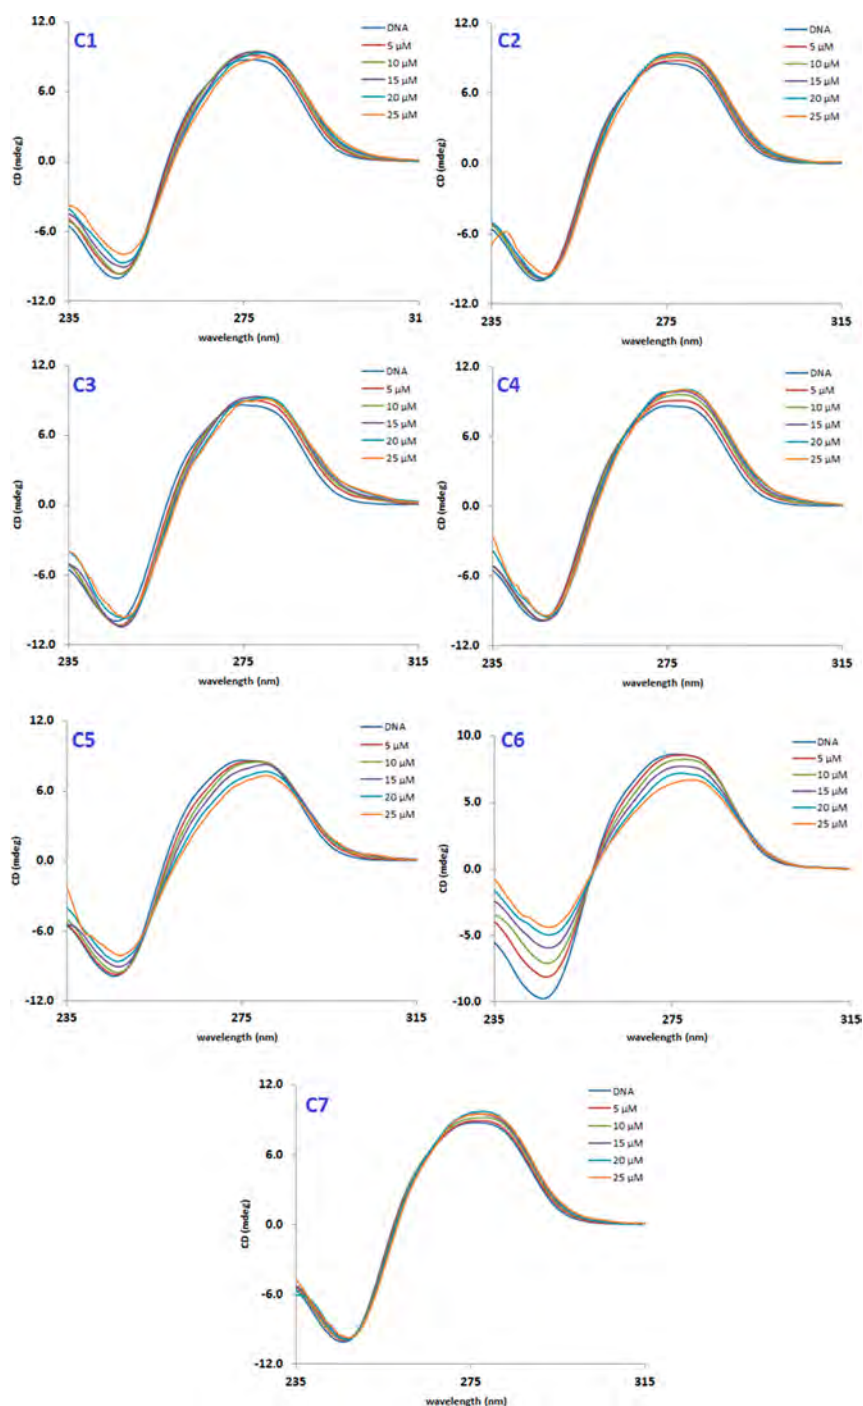 C1
12.0
6.0
0.0
-6.0
-12.0
CD (mdeg)
235
275
31
wavelength (nm)
DNA
5 µM
10 µM
15 µM
20 µM
25 µM
C2
12.0
6.0
0.0
-6.0
-12.0
CD (mdeg)
235
275
315
wavelength (nm)
DNA
5 µM
10 µM
15 µM
20 µM
25 µM
C3
12.0
6.0
0.0
-6.0
-12.0
CD (mdeg)
235
275
315
wavelength (nm)
DNA
5 µM
10 µM
15 µM
20 µM
25 µM
C4
12.0
6.0
0.0
-6.0
-12.0
CD (mdeg)
235
275
315
wavelength (nm)
DNA
5 µM
10 µM
15 µM
20 µM
25 µM
C5
12.0
6.0
0.0
-6.0
-12.0
CD (mdeg)
235
275
315
wavelength (nm)
DNA
5 µM
10 µM
15 µM
20 µM
25 µM
C6
10.0
5.0
0.0
-5.0
-10.0
CD (mdeg)
235
275
315
wavelength (nm)
DNA
5 µM
10 µM
15 µM
20 µM
25 µM
C7
12.0
6.0
0.0
-6.0
-12.0
CD (mdeg)
235
275
315
wavelength (nm)
DNA
5 µM
10 µM
15 µM
20 µM
25 µM